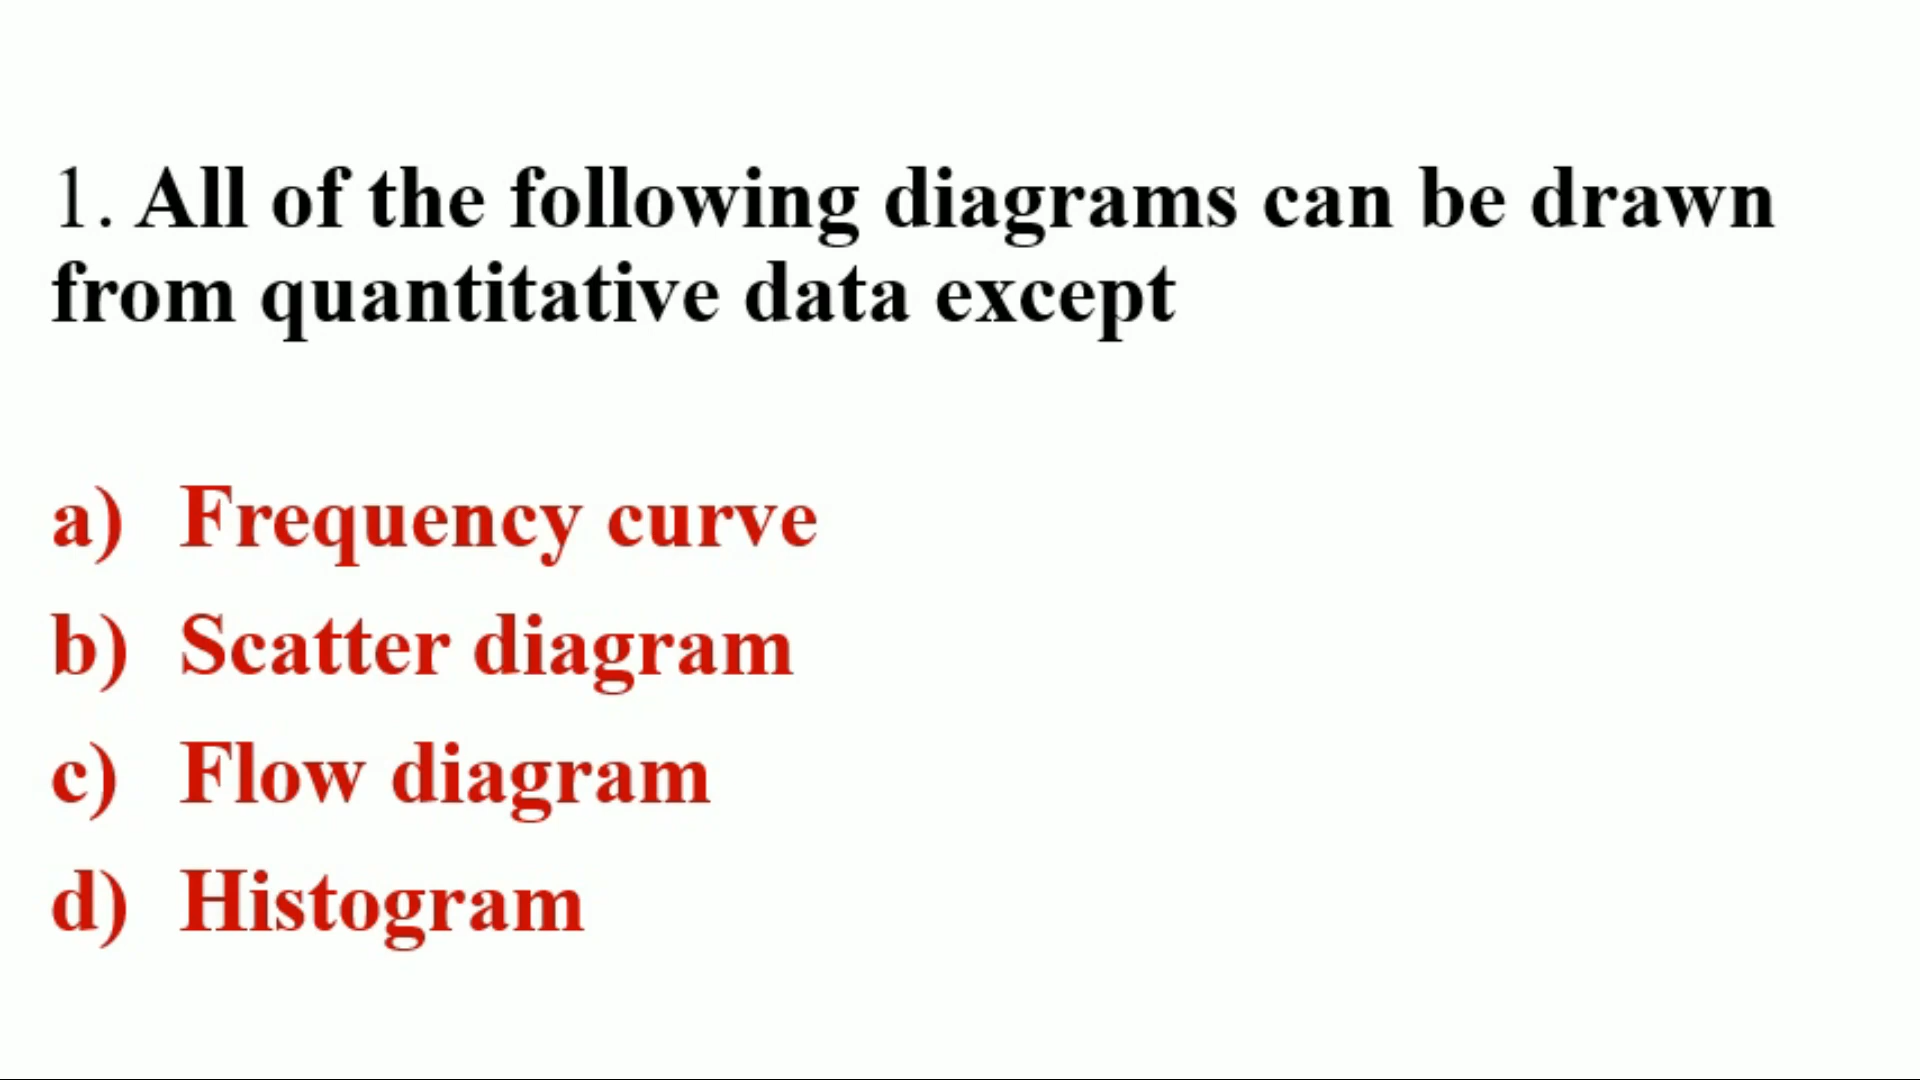 1. All of the following diagrams can be drawn
from quantitative data except
a) Frequency curve
b) Scatter diagram
c) Flow diagram
d) Histogram